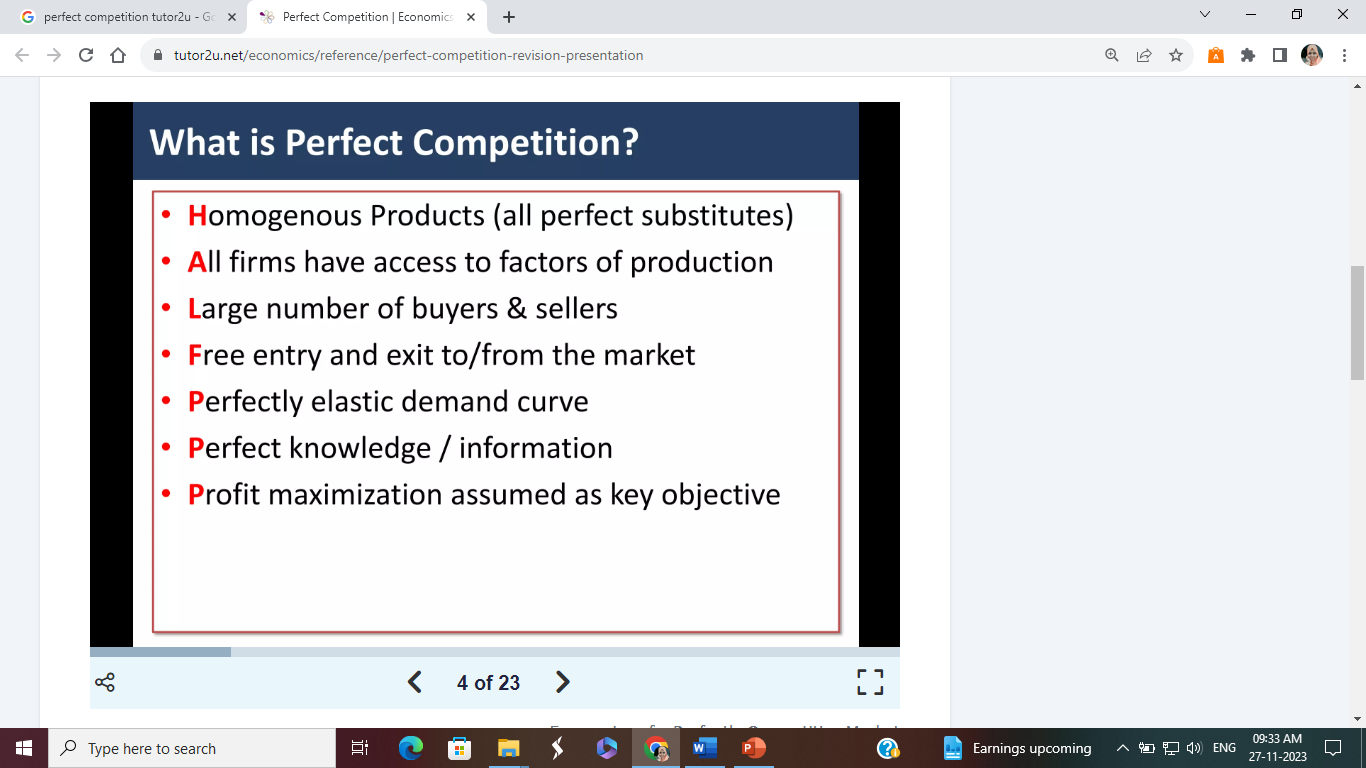 perfect competition tutor2u - Go
Perfect Competition | Economics
tutor2u.net/economics/reference/perfect-competition-revision-presentation
What is Perfect Competition?
• Homogenous Products (all perfect substitutes)
• All firms have access to factors of production
• Large number of buyers & sellers
• Free entry and exit to/from the market
• Perfectly elastic demand curve
• Perfect knowledge / information
• Profit maximization assumed as key objective
4 of 23
Type here to search
Earnings upcoming
ENG
09:33 AM
27-11-2023